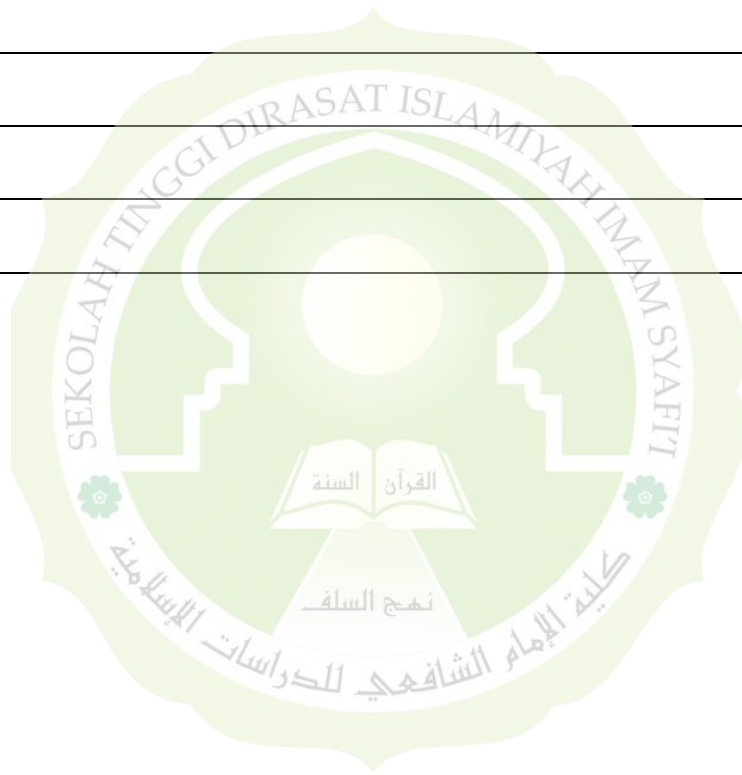 SEKOLAH TINGGI DIRASAT ISLAMIYAH IMAM SYAFI'I
القرآن السنة
نهج السلف
كلية الإمام الشافعي للدراسات الإسلامية